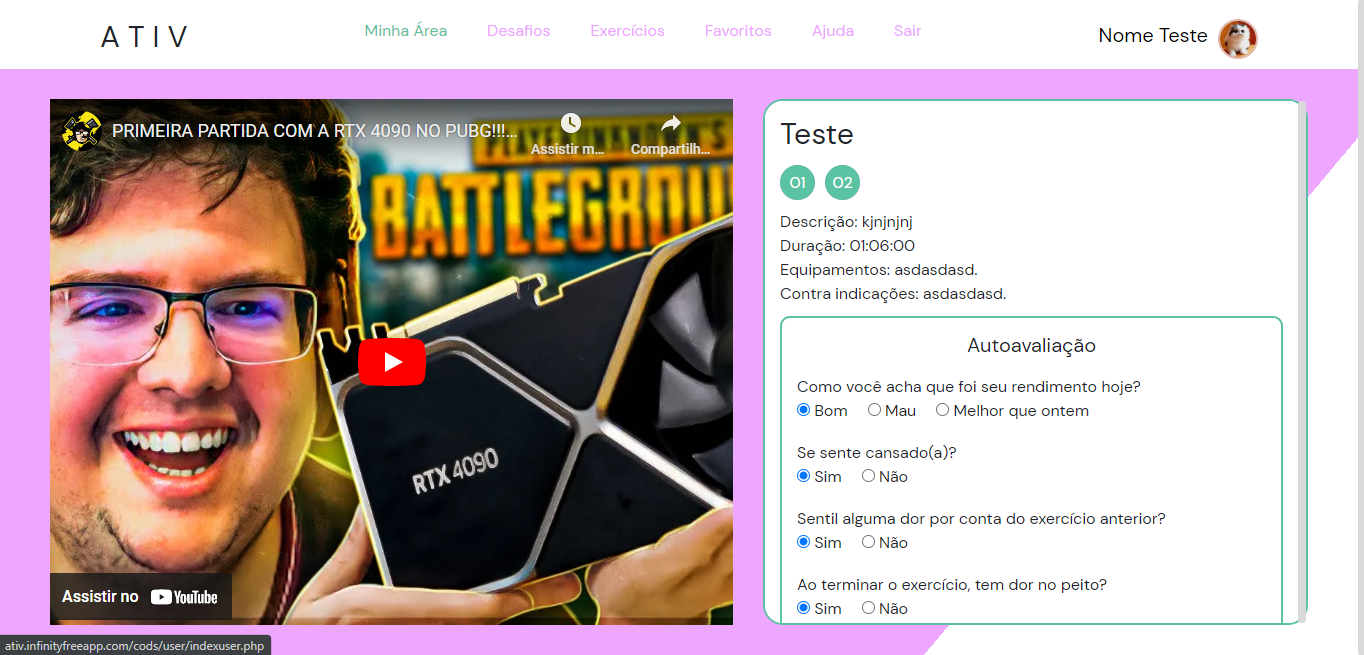 ATIV
Minha Área Desafios Exercícios Favoritos Ajuda Sair
Nome Teste
PRIMEIRA PARTIDA COM A RTX 4090 NO PUBG!!!...
Assistir m... Compartilh...
BATTLEGROU
RTX 4090
Assistir no YouTube
Teste
01 02
Descrição: kjnjnjnj
Duração: 01:06:00
Equipamentos: asdasdasd.
Contra indicações: asdasdasd.
Autoavaliação
Como você acha que foi seu rendimento hoje?
Bom Mau Melhor que ontem
Se sente cansado(a)?
Sim Não
Sentil alguma dor por conta do exercício anterior?
Sim Não
Ao terminar o exercício, tem dor no peito?
Sim Não
ativ.infinityfreeapp.com/cods/user/indexuser.php